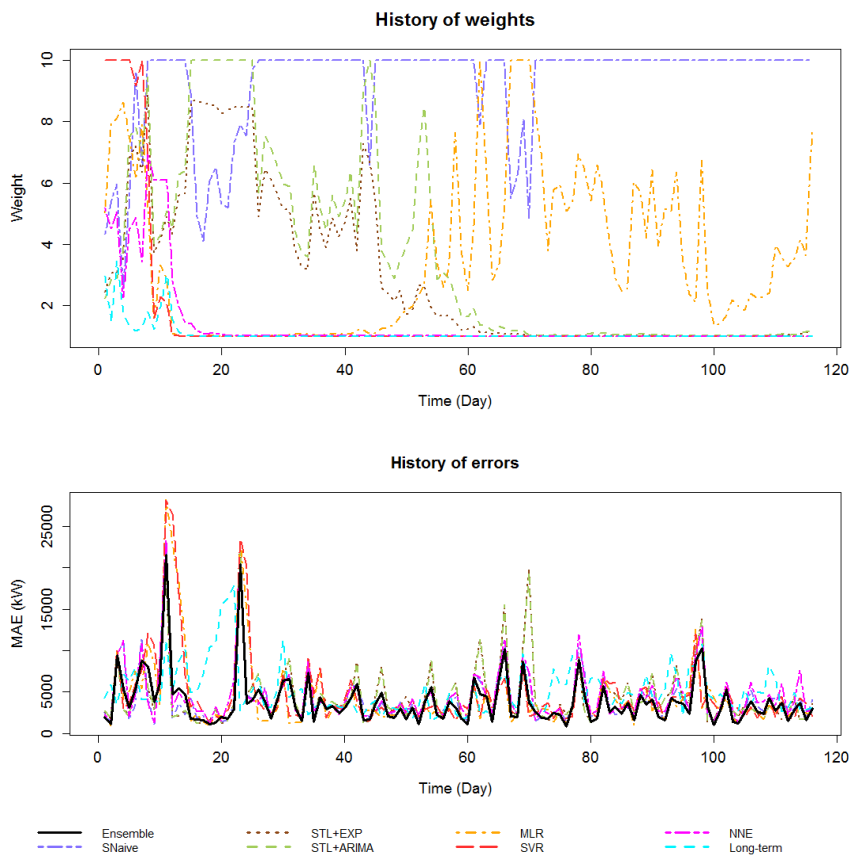 History of weights
10
8
6
4
2
Weight
0 20 40 60 80 100 120
Time (Day)
History of errors
25000
15000
5000
0
MAE (kW)
0 20 40 60 80 100 120
Time (Day)
Ensemble STL+EXP MLR NNE
SNaive STL+ARIMA SVR Long-term